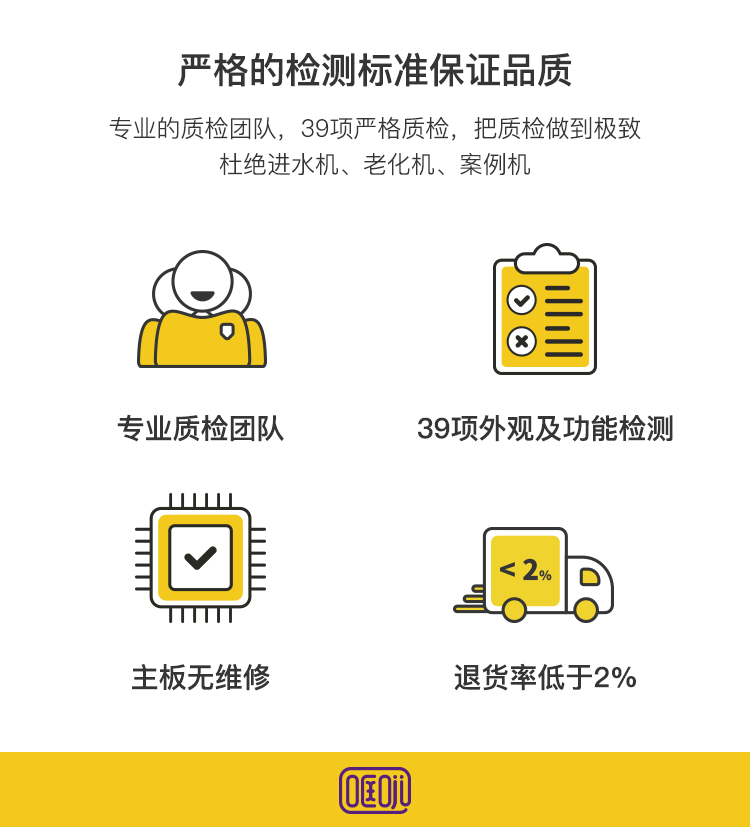 严格的检测标准保证品质
专业的质检团队，39项严格质检，把质检做到极致
杜绝进水机、老化机、案例机
专业质检团队
39项外观及功能检测
< 2%
主板无维修
退货率低于2%